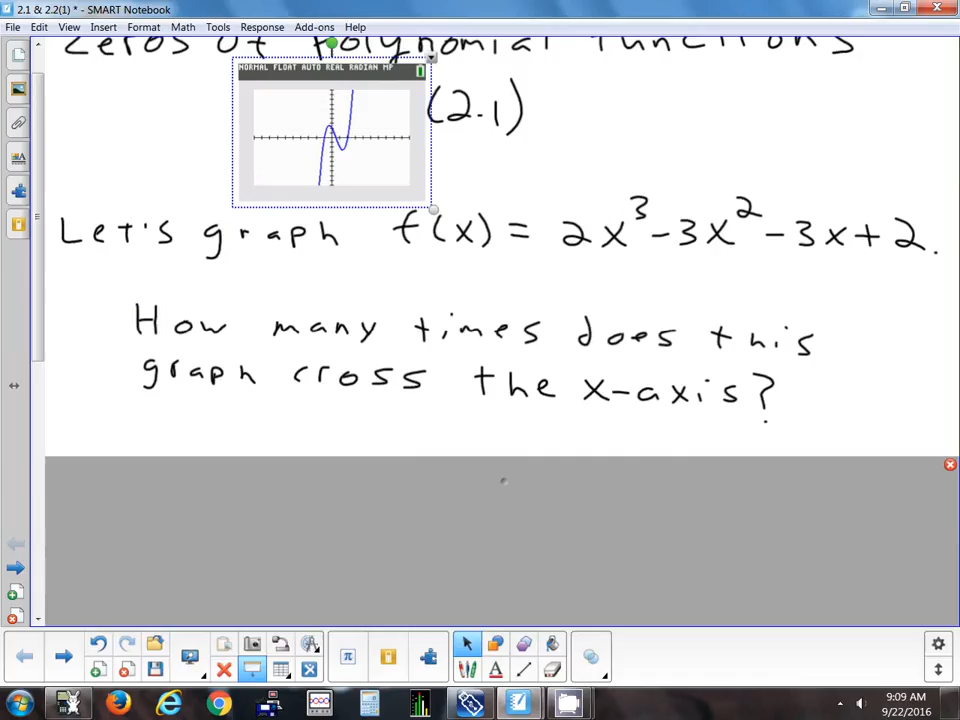 2.1 & 2.2(1) * - SMART Notebook
File Edit View Insert Format Math Tools Response Add-ons Help
Zeros of Polynomial Functions
NORMAL FLOAT AUTO REAL RADIAN MP
(2.1)
Let's graph f(x) = 2x³-3x²-3x+2.
How many times does this
graph cross the x-axis?
9:09 AM
9/22/2016